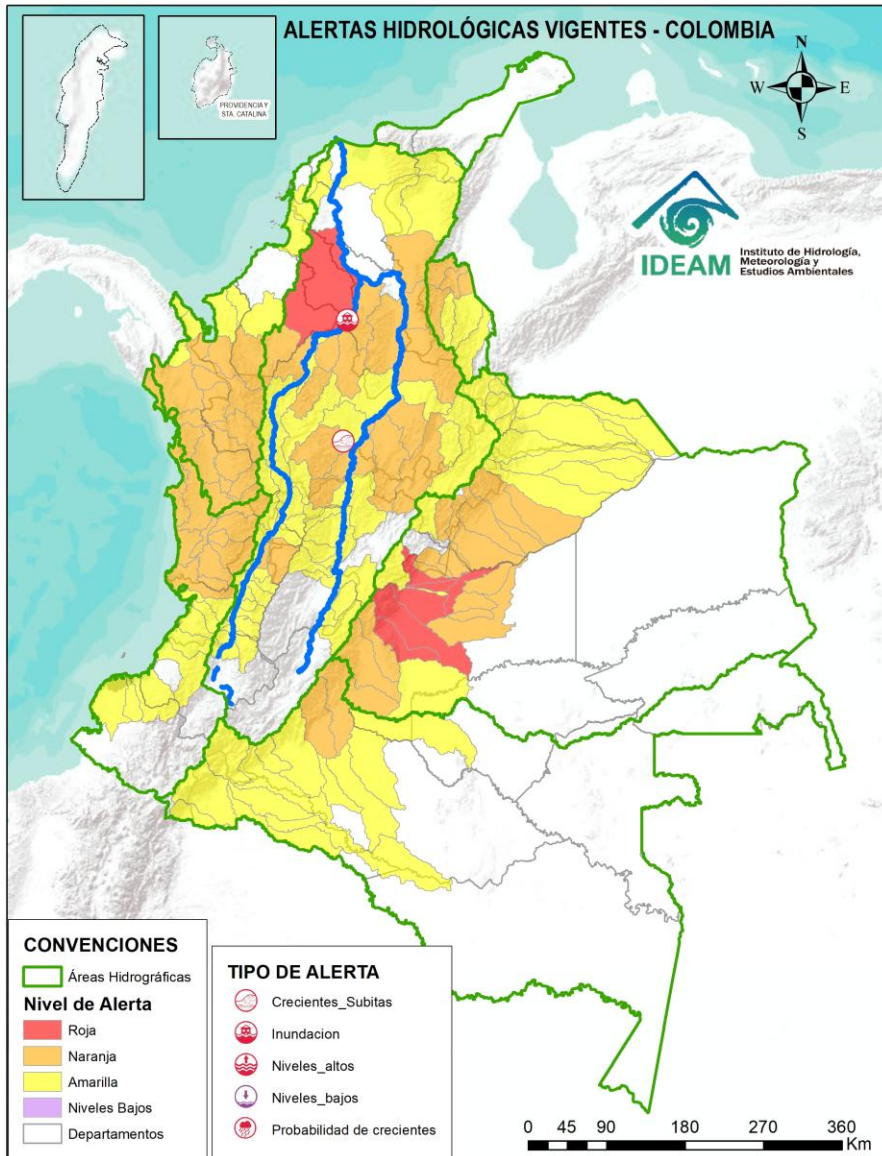 ALERTAS HIDROLÓGICAS VIGENTES - COLOMBIA
PROVIDENCIA Y
STA. CATALINA
N
W
E
S
IDEAM
Instituto de Hidrología,
Meteorología y
Estudios Ambientales
CONVENCIONES
Áreas Hidrográficas
Nivel de Alerta
Roja
Naranja
Amarilla
Niveles Bajos
Departamentos
TIPO DE ALERTA
Crecientes_Subitas
Inundacion
Niveles_altos
Niveles_bajos
Probabilidad de crecientes
0 45 90 180 270 360
Km